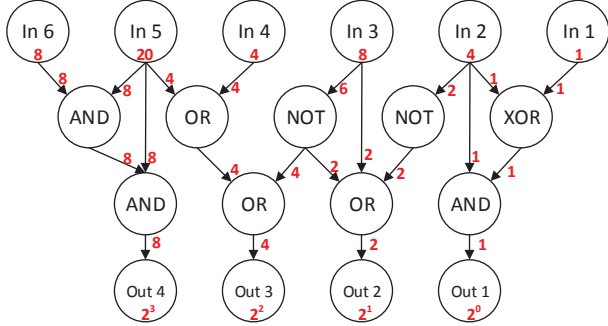 In 6 In 5 In 4 In 3 In 2 In 1
8 20 4 8 4 1
8 8 4 4 6 2 1 1
AND OR NOT NOT XOR
8 8 4 4 2 2 2 1 1
AND OR OR AND
8 4 2 1
Out 4 Out 3 Out 2 Out 1
2³ 2² 2¹ 2⁰